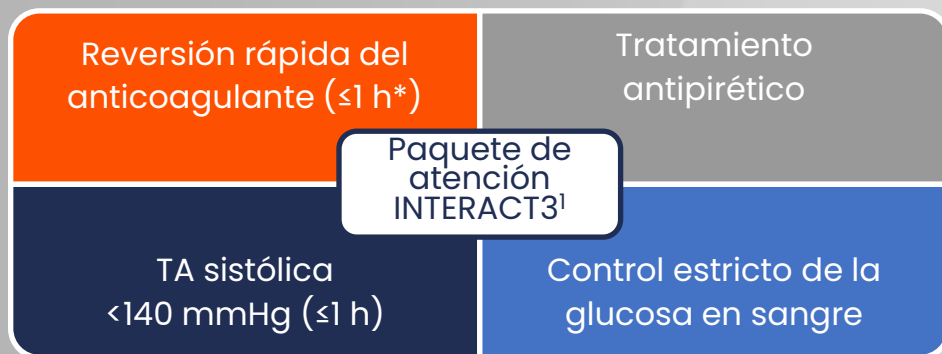 Reversión rápida del
anticoagulante (≤1 h*)
Tratamiento
antipirético
Paquete de
atención
INTERACT3¹
TA sistólica
<140 mmHg (≤1 h)
Control estricto de la
glucosa en sangre